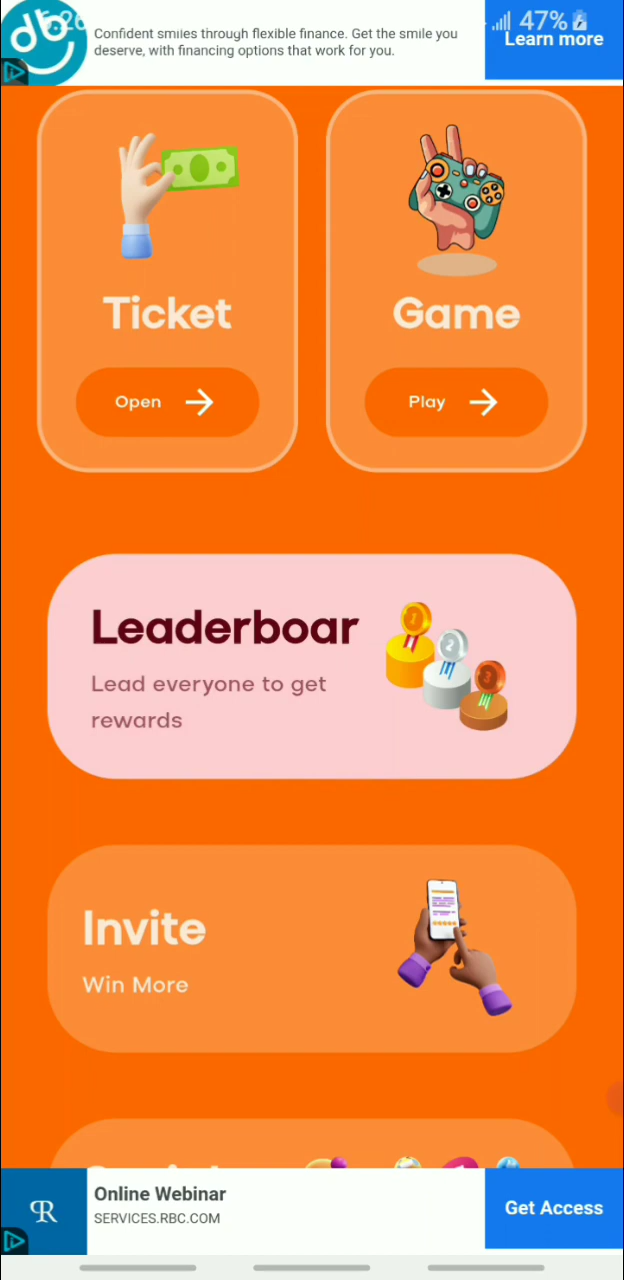 Confident smiles through flexible finance. Get the smile you
deserve, with financing options that work for you.
47%
Learn more
Ticket
Game
Open
Play
Leaderboar
Lead everyone to get
rewards
Invite
Win More
Online Webinar
SERVICES.RBC.COM
Get Access